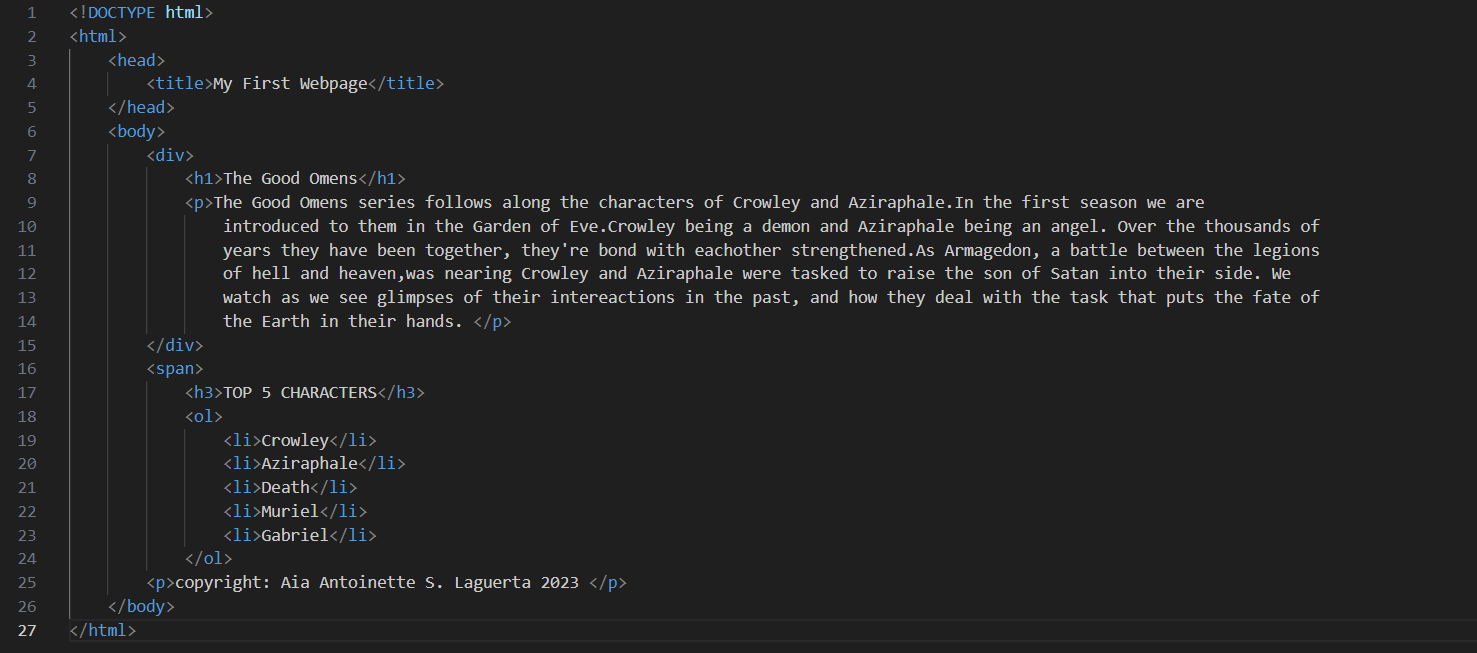 1 <!DOCTYPE html>
2 <html>
3 <head>
4 <title>My First Webpage</title>
5 </head>
6 <body>
7 <div>
8 <h1>The Good Omens</h1>
9 <p>The Good Omens series follows along the characters of Crowley and Aziraphale.In the first season we are
10 introduced to them in the Garden of Eve.Crowley being a demon and Aziraphale being an angel. Over the thousands of
11 years they have been together, they're bond with eachother strengthened.As Armagedon, a battle between the legions
12 of hell and heaven,was nearing Crowley and Aziraphale were tasked to raise the son of Satan into their side. We
13 watch as we see glimpses of their intereactions in the past, and how they deal with the task that puts the fate of
14 the Earth in their hands. </p>
15 </div>
16 <span>
17 <h3>TOP 5 CHARACTERS</h3>
18 <ol>
19 <li>Crowley</li>
20 <li>Aziraphale</li>
21 <li>Death</li>
22 <li>Muriel</li>
23 <li>Gabriel</li>
24 </ol>
25 <p>copyright: Aia Antoinette S. Laguerta 2023 </p>
26 </body>
27 </html>